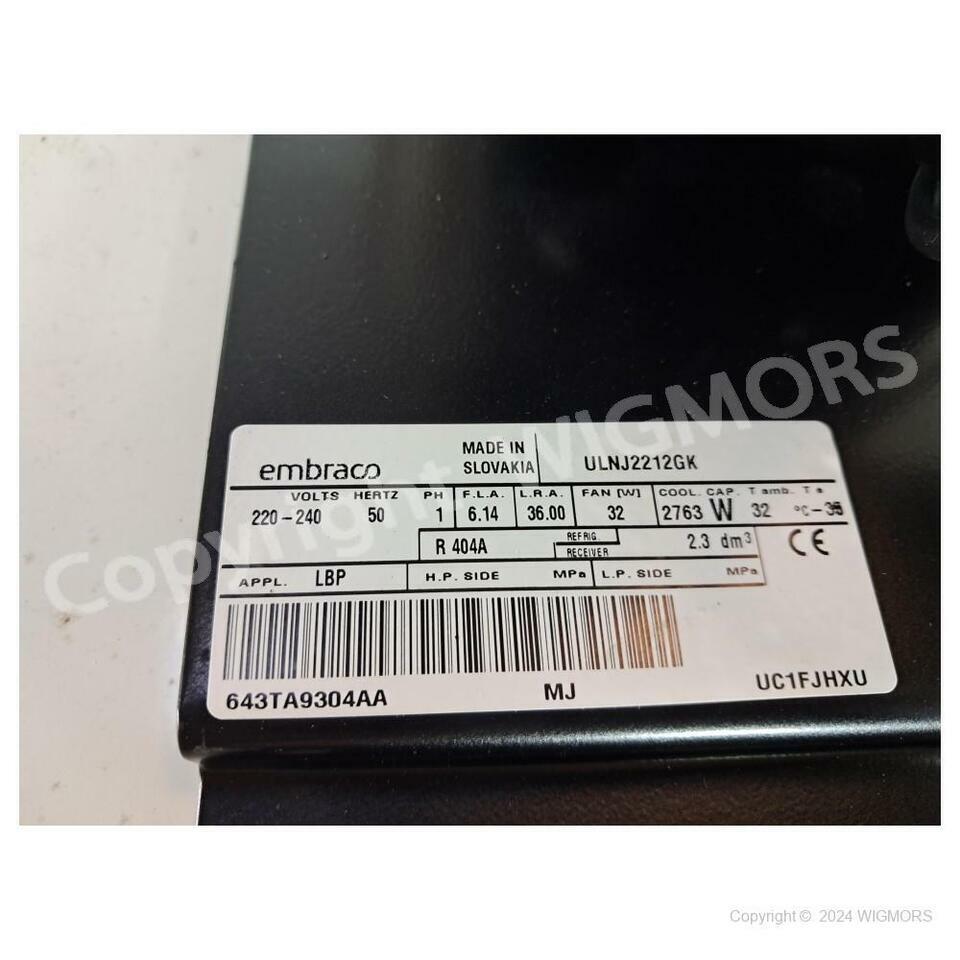 Copyright WIGMORS
embraco
MADE IN
SLOVAKIA
ULNJ2212GK
VOLTS HERTZ PH F.L.A. L.R.A. FAN [W] COOL. CAP. T amb. T e
220-240 50 1 6.14 36.00 32 2763 W 32 °C
R 404A REFRIG. RECEIVER 2.3 dm³ CE
APPL. LBP H.P. SIDE MPa L.P. SIDE MPa
643TA9304AA MJ UC1FJHXU
Copyright © 2024 WIGMORS